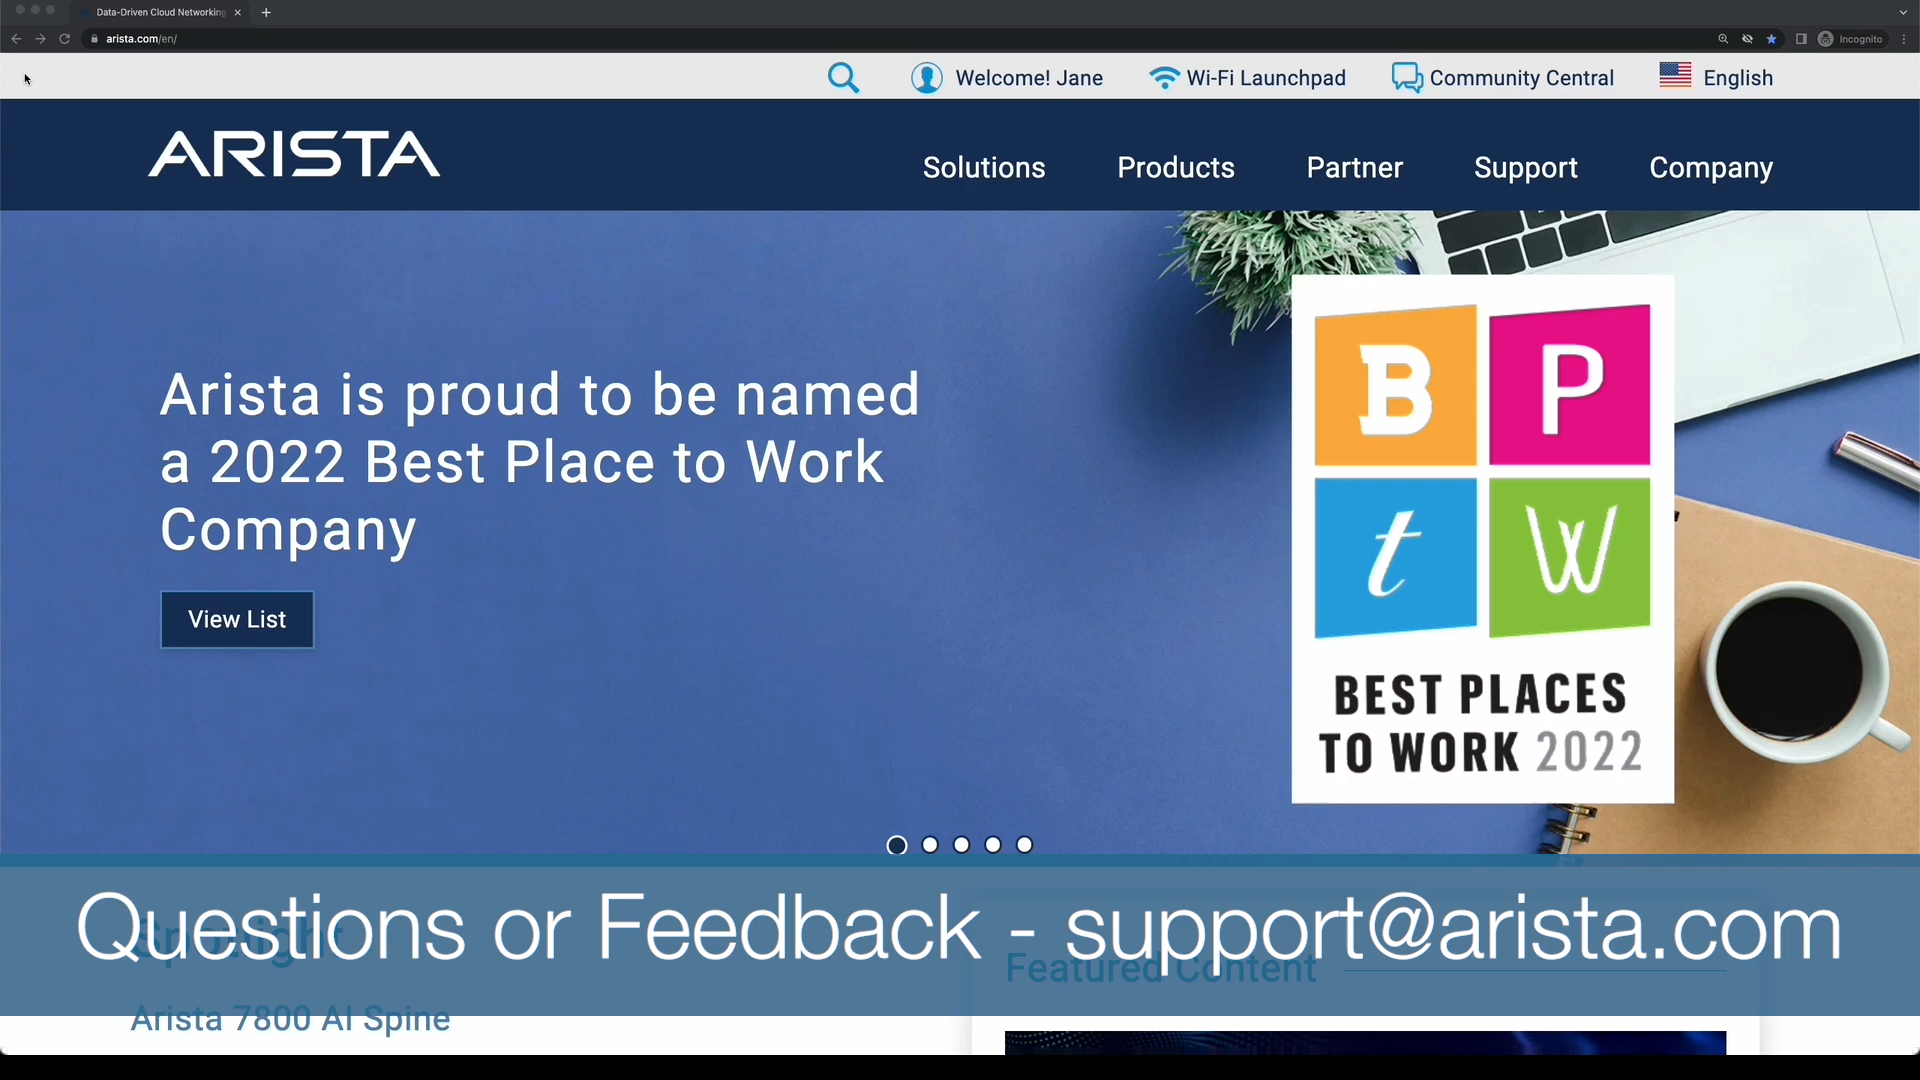 Data-Driven Cloud Networking
arista.com/en/
Incognito
Welcome! Jane
Wi-Fi Launchpad
Community Central
English
ARISTA
Solutions
Products
Partner
Support
Company
Arista is proud to be named
a 2022 Best Place to Work
Company
View List
B P
t W
BEST PLACES
TO WORK 2022
Questions or Feedback - support@arista.com
Spotlight
Featured Content
Arista 7800 AI Spine